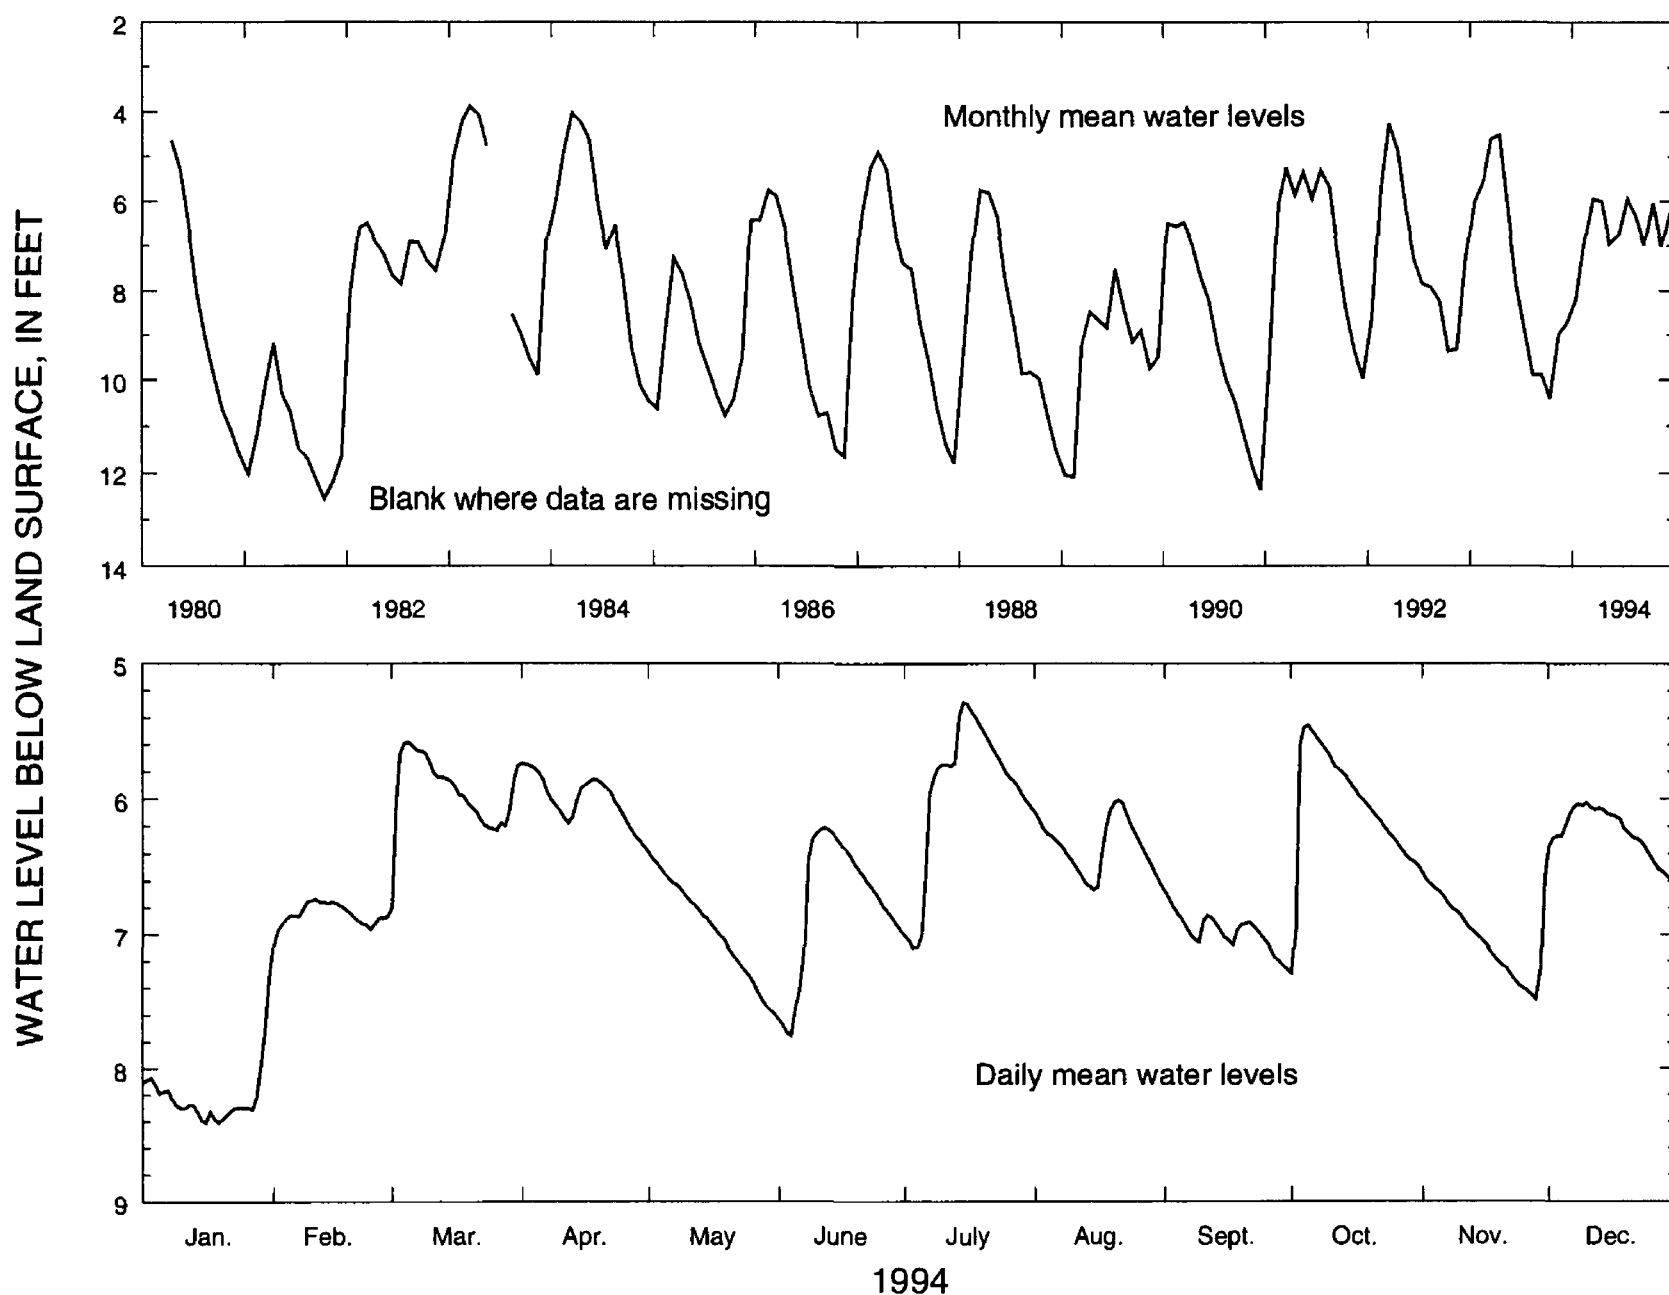 WATER LEVEL BELOW LAND SURFACE, IN FEET
2
4
6
8
10
12
14
Monthly mean water levels
Blank where data are missing
1980 1982 1984 1986 1988 1990 1992 1994
5
6
7
8
9
Daily mean water levels
Jan. Feb. Mar. Apr. May June July Aug. Sept. Oct. Nov. Dec.
1994